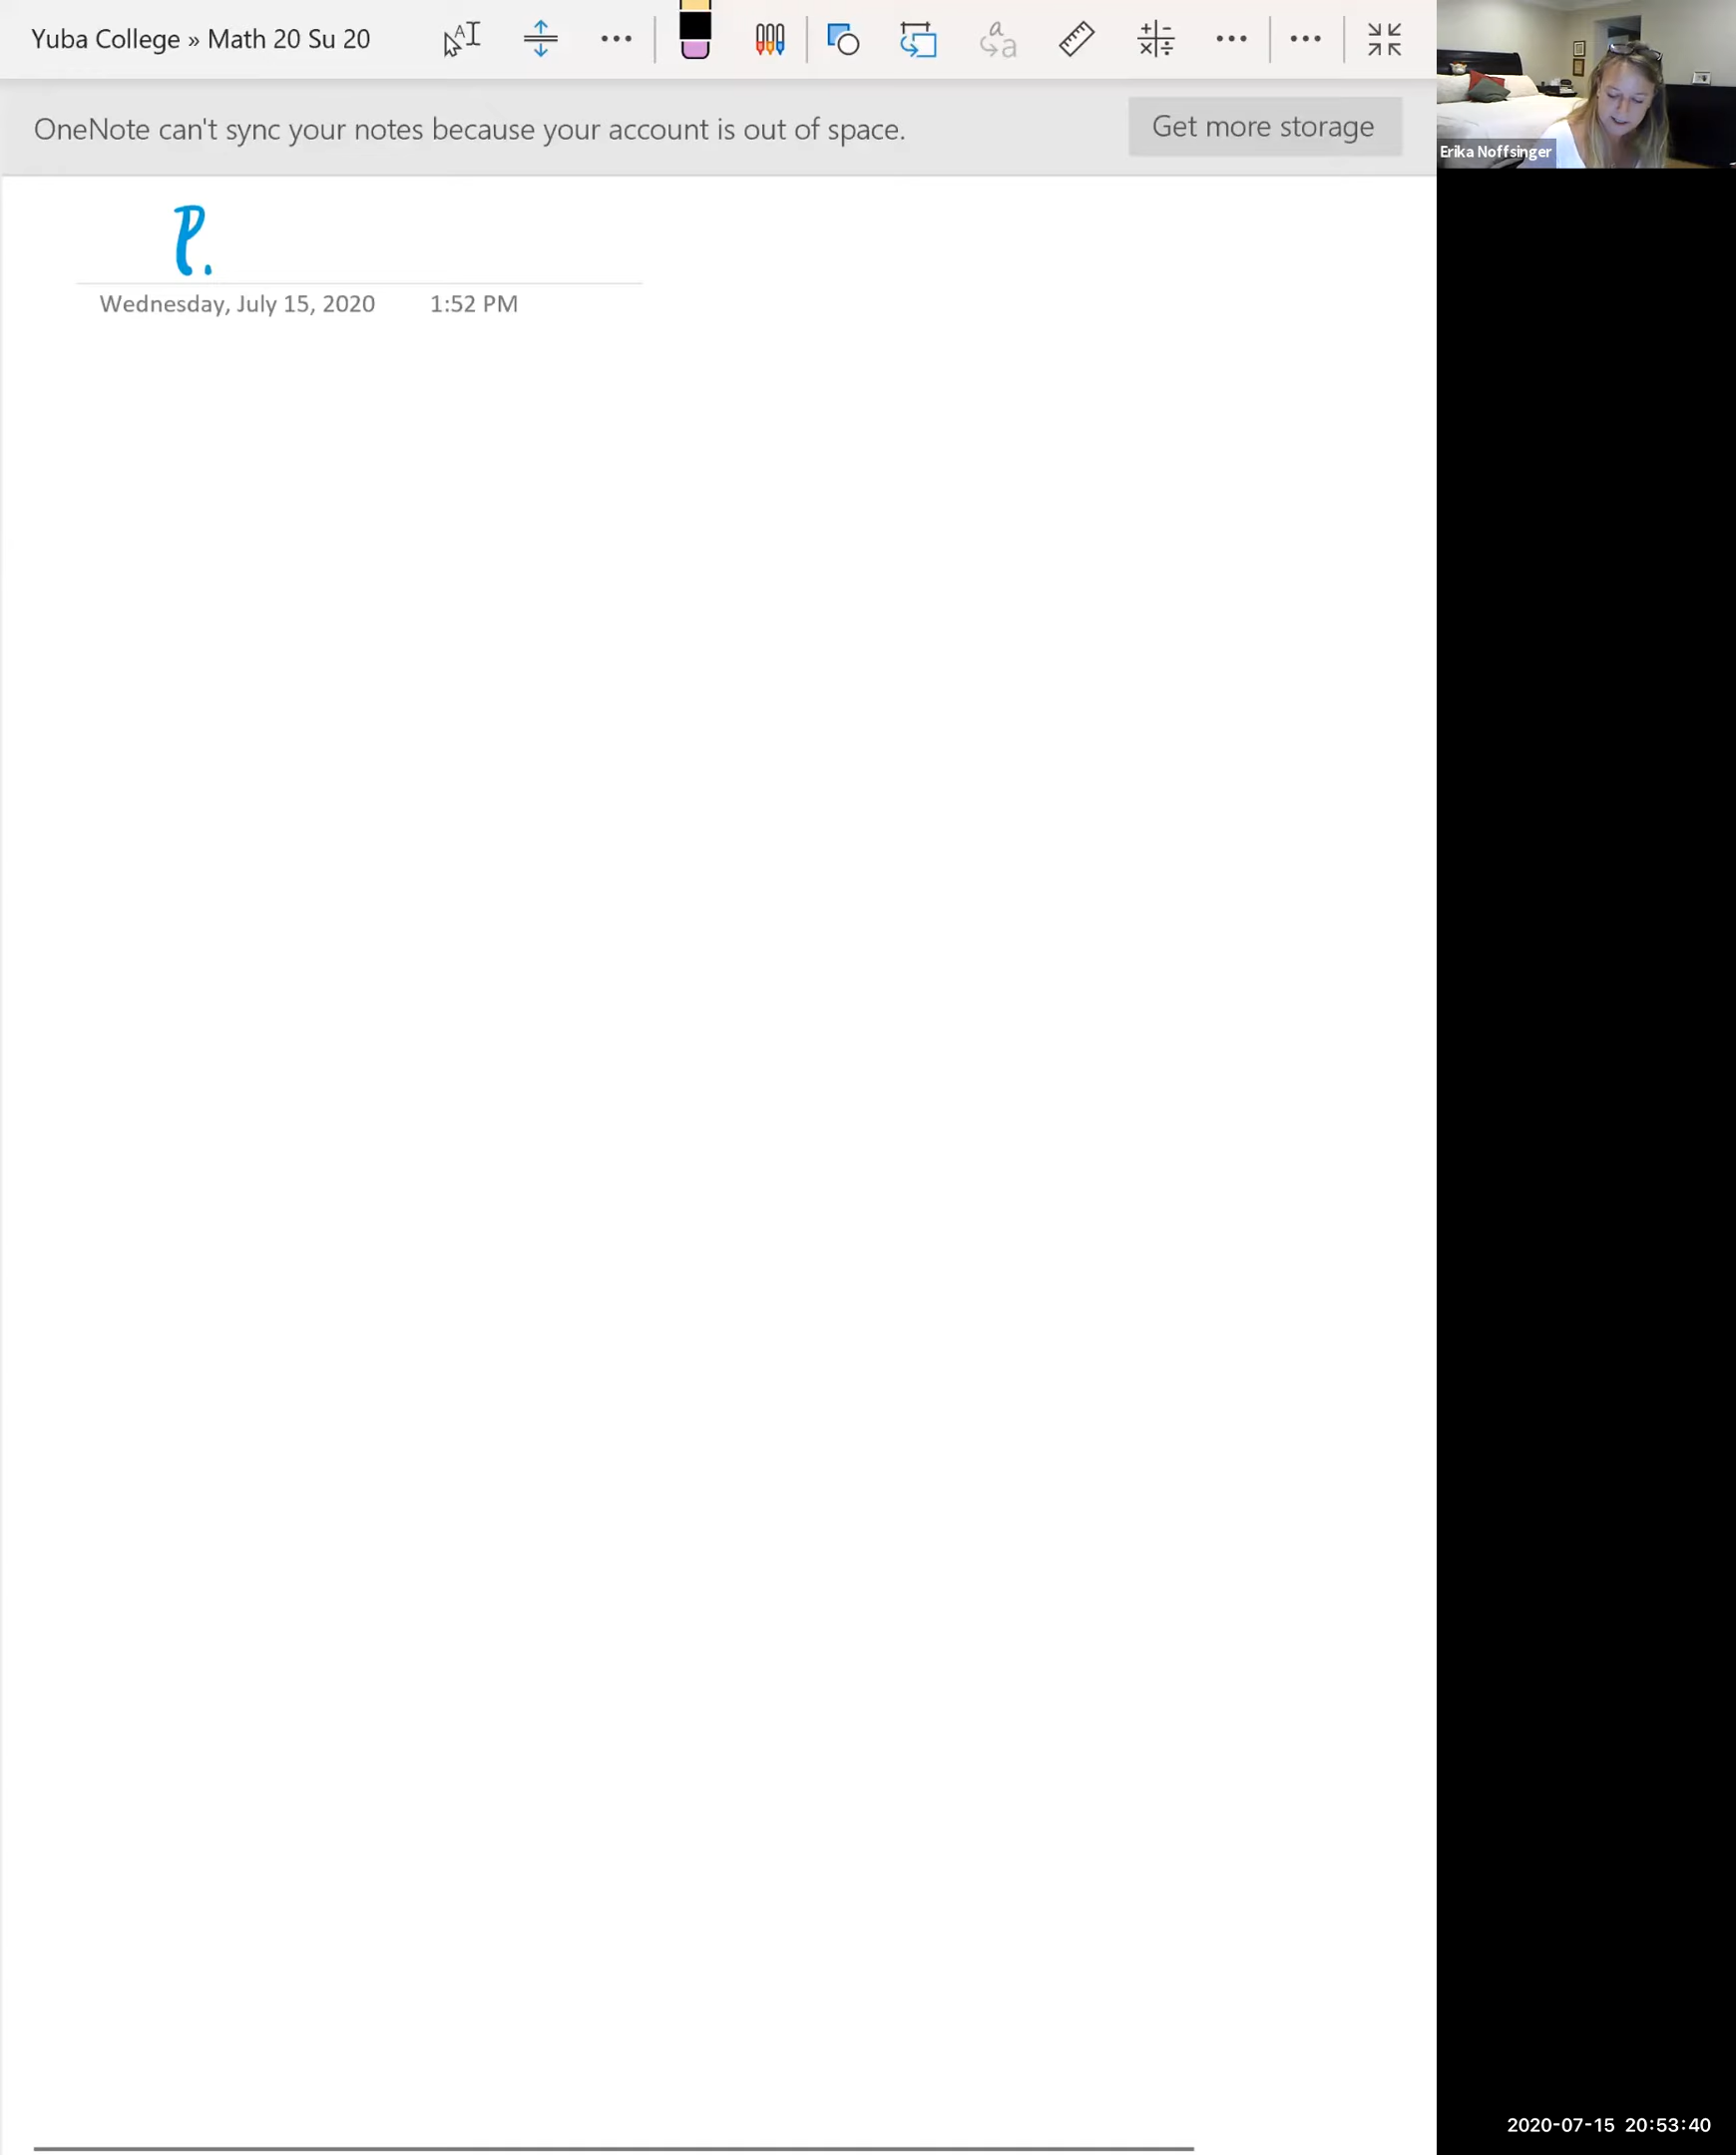 Yuba College » Math 20 Su 20
OneNote can't sync your notes because your account is out of space.
Get more storage
Erika Noffsinger
P.
Wednesday, July 15, 2020 1:52 PM
2020-07-15 20:53:40